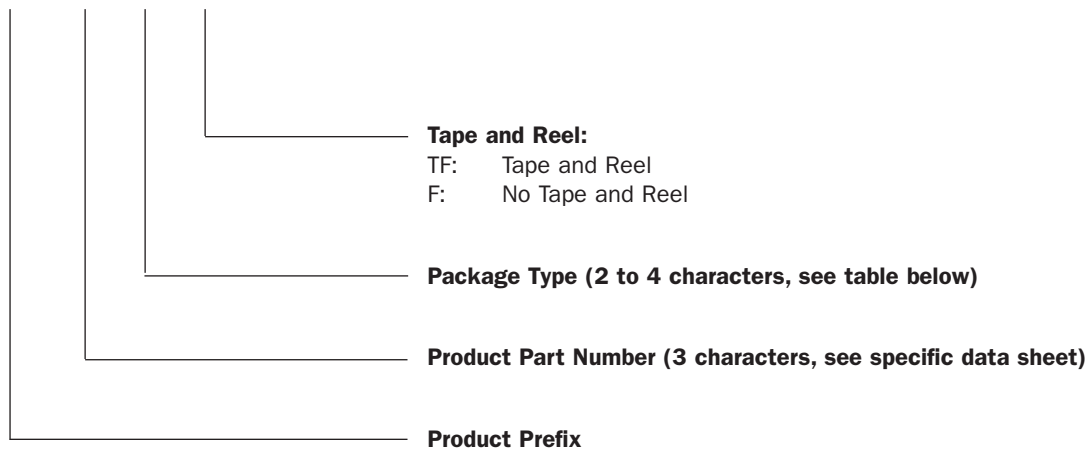 Tape and Reel:
TF: Tape and Reel
F: No Tape and Reel
Package Type (2 to 4 characters, see table below)
Product Part Number (3 characters, see specific data sheet)
Product Prefix